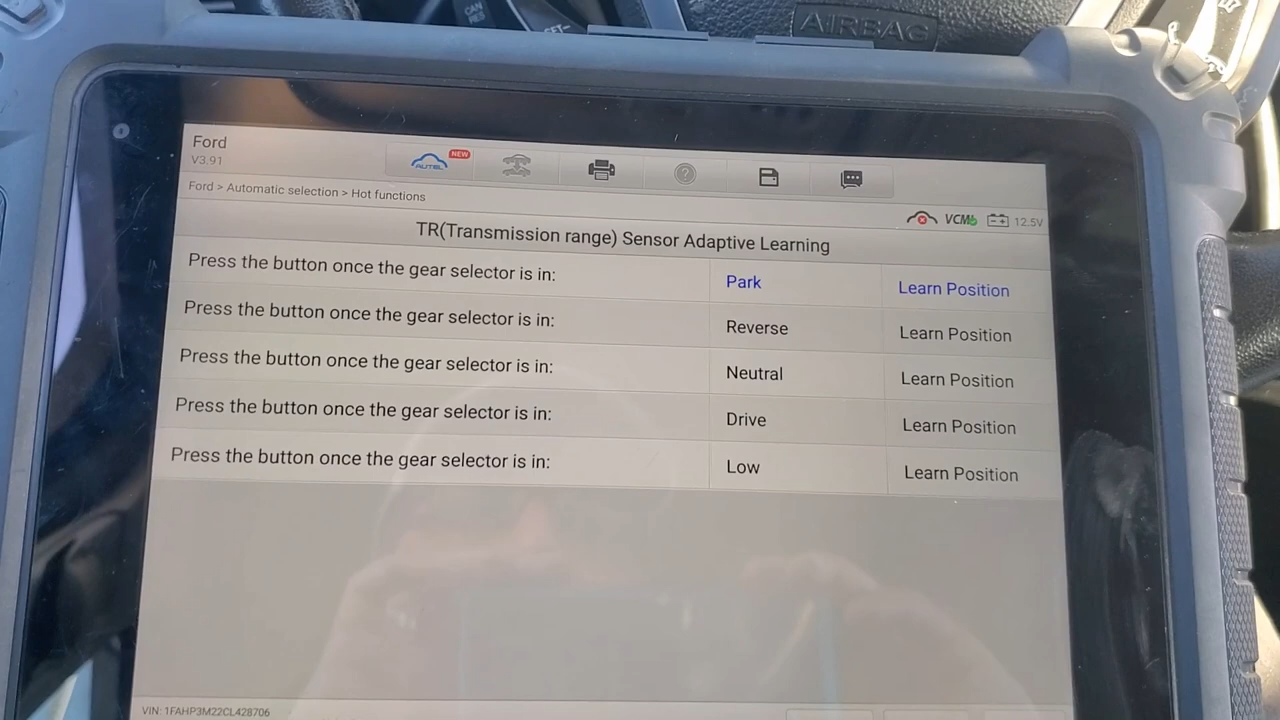 CAN
AIRBAG
Ford
V3.91
AUTEL NEW
Ford > Automatic selection > Hot functions
VCMI 12.5V
TR(Transmission range) Sensor Adaptive Learning
Press the button once the gear selector is in: Park Learn Position
Press the button once the gear selector is in: Reverse Learn Position
Press the button once the gear selector is in: Neutral Learn Position
Press the button once the gear selector is in: Drive Learn Position
Press the button once the gear selector is in: Low Learn Position
VIN: 1FAHP3M22CL428706